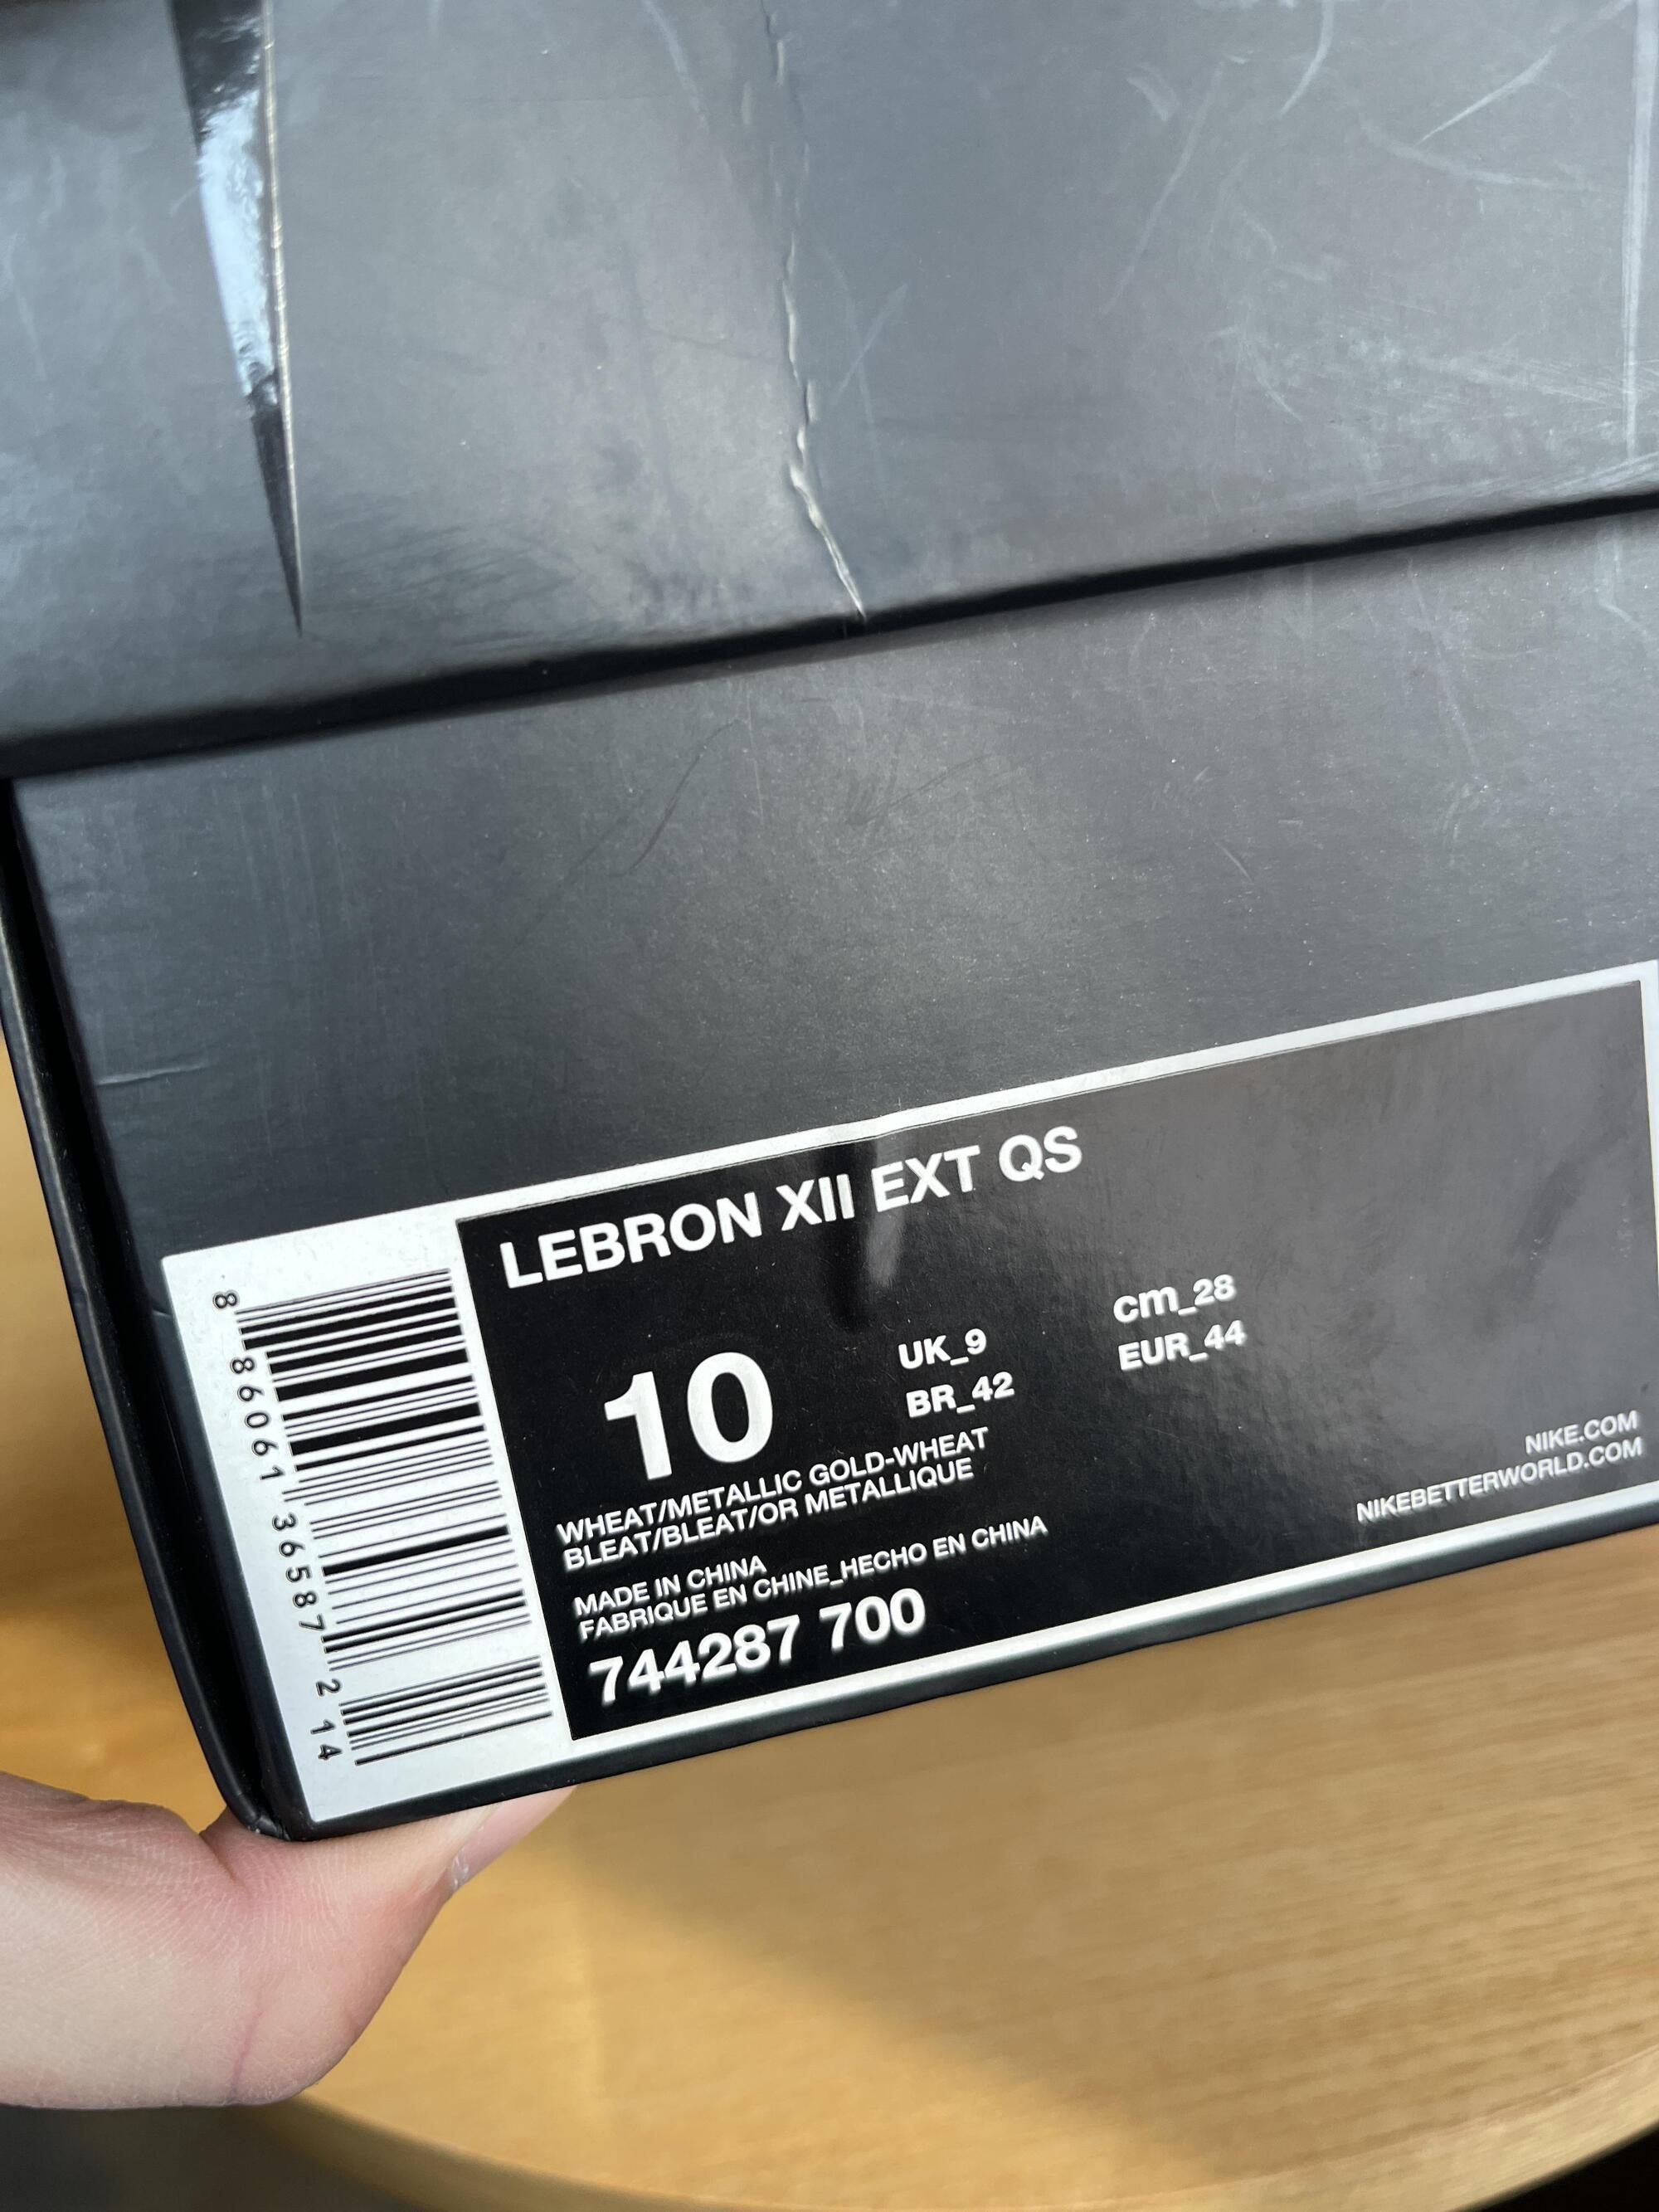 LEBRON XII EXT QS
10
UK_9
cm_28
BR_42
EUR_44
WHEAT/METALLIC GOLD-WHEAT
BLEAT/BLEAT/OR METALLIQUE
MADE IN CHINA
FABRIQUE EN CHINE_HECHO EN CHINA
744287 700
NIKE.COM
NIKEBETTERWORLD.COM
8 86061 36587 2 14